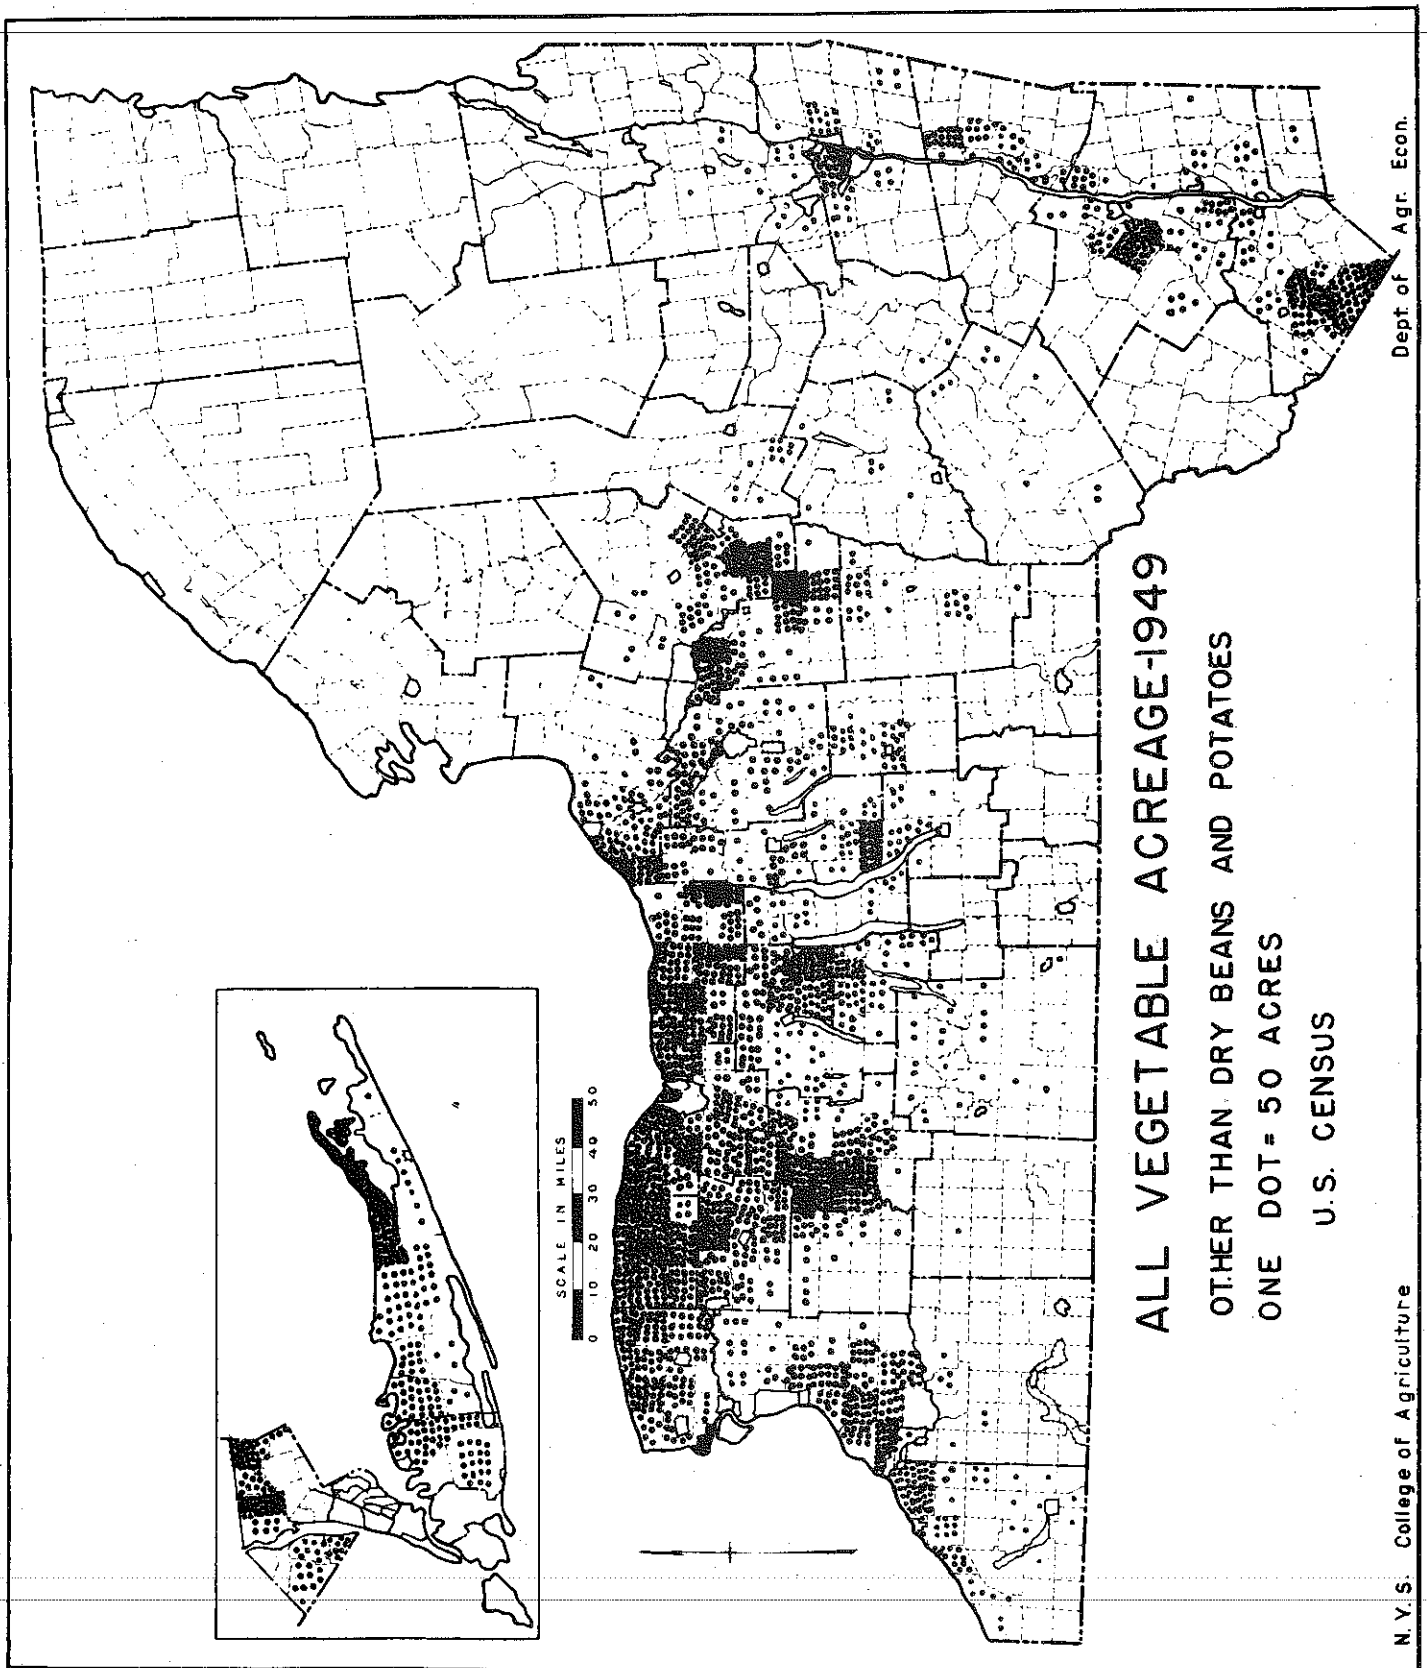 SCALE IN MILES
0 10 20 30 40 50
ALL VEGETABLE ACREAGE-1949
OTHER THAN DRY BEANS AND POTATOES
ONE DOT = 50 ACRES
U.S. CENSUS
N.Y.S. College of Agriculture
Dept of Agr. Econ.